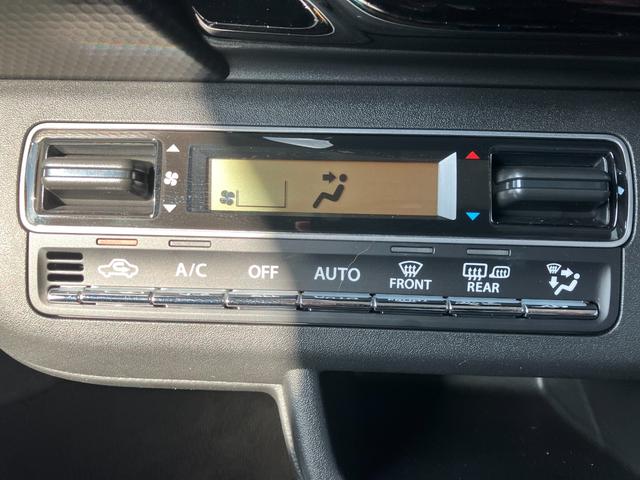 A/C OFF AUTO FRONT REAR